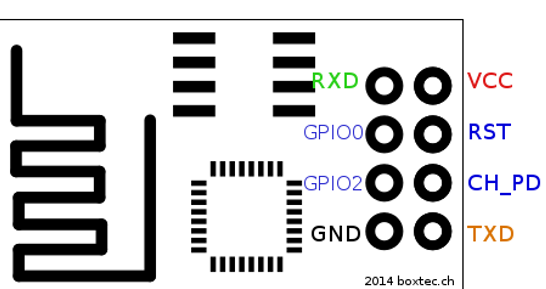 RXD VCC
GPIO0 RST
GPIO2 CH_PD
GND TXD
2014 boxtec.ch